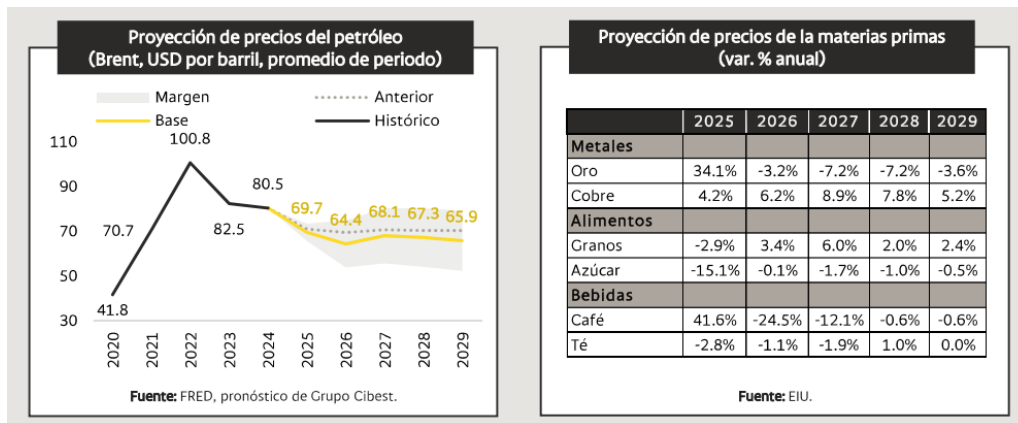 Proyección de precios del petróleo
(Brent, USD por barril, promedio de periodo)
Margen
Anterior
Base
Histórico
110
100.8
90
80.5
70.7
82.5
69.7
64.4
68.1
67.3
65.9
70
50
41.8
30
2020
2021
2022
2023
2024
2025
2026
2027
2028
2029
Fuente: FRED, pronóstico de Grupo Cibest.
Proyección de precios de la materias primas
(var. % anual)
2025 2026 2027 2028 2029
Metales
Oro 34.1% -3.2% -7.2% -7.2% -3.6%
Cobre 4.2% 6.2% 8.9% 7.8% 5.2%
Alimentos
Granos -2.9% 3.4% 6.0% 2.0% 2.4%
Azúcar -15.1% -0.1% -1.7% -1.0% -0.5%
Bebidas
Café 41.6% -24.5% -12.1% -0.6% -0.6%
Té -2.8% -1.1% -1.9% 1.0% 0.0%
Fuente: EIU.